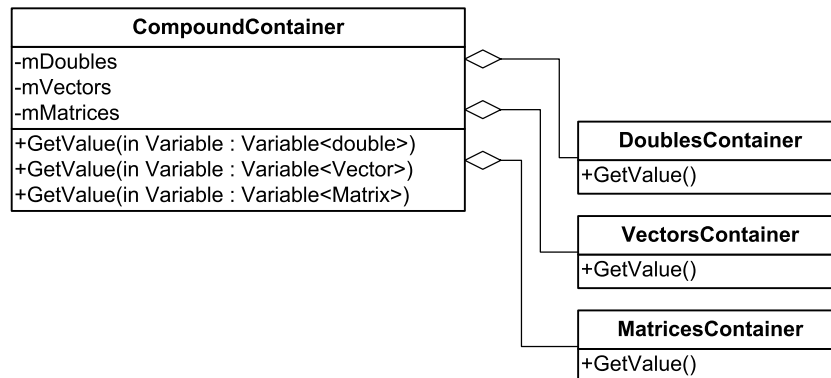 CompoundContainer
-mDoubles
-mVectors
-mMatrices
+GetValue(in Variable : Variable<double>)
+GetValue(in Variable : Variable<Vector>)
+GetValue(in Variable : Variable<Matrix>)
DoublesContainer
+GetValue()
VectorsContainer
+GetValue()
MatricesContainer
+GetValue()